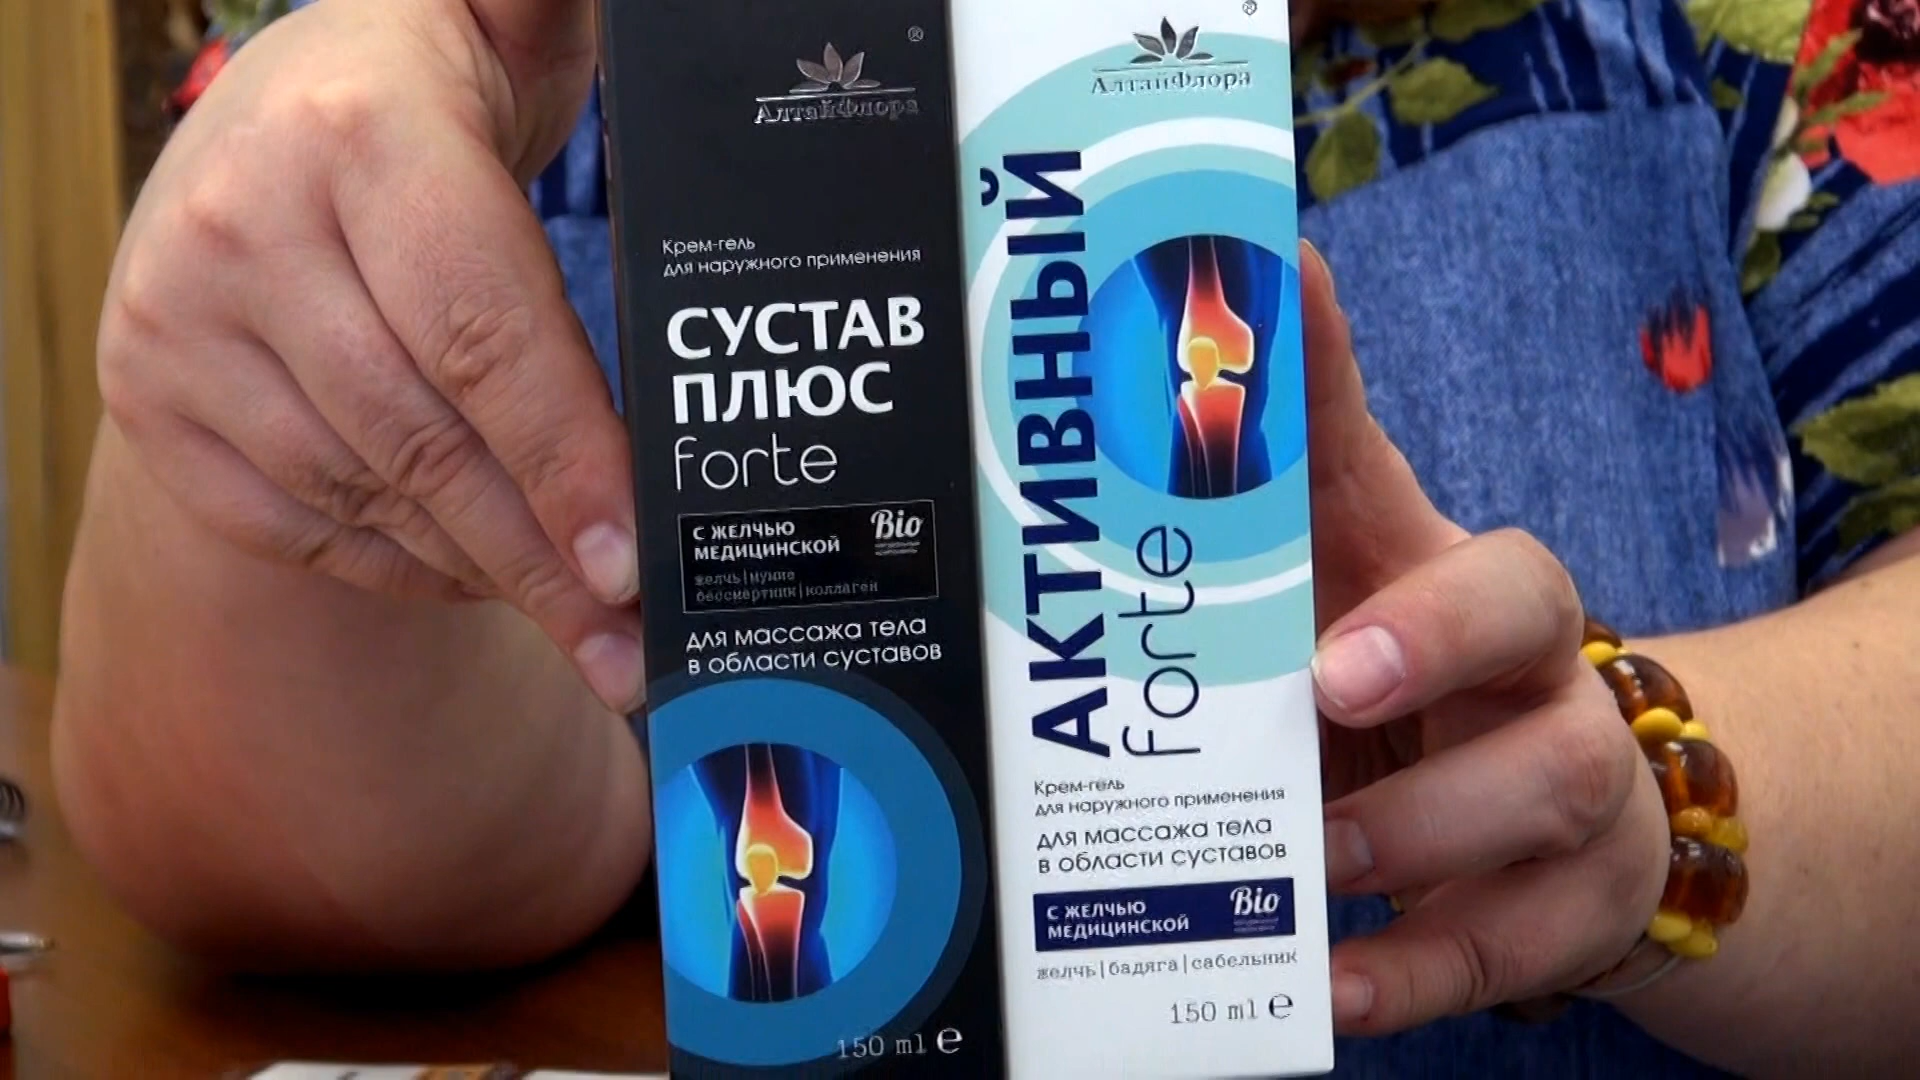 ®
АлтайФлора
Крем-гель
для наружного применения
СУСТАВ
ПЛЮС
forte
С ЖЕЛЧЬЮ
МЕДИЦИНСКОЙ
Bio
желчь|мумие
бессмертник|коллаген
для массажа тела
в области суставов
150 ml e
®
АлтайФлора
АКТИВНЫЙ
forte
Крем-гель
для наружного применения
для массажа тела
в области суставов
С ЖЕЛЧЬЮ
МЕДИЦИНСКОЙ
Bio
желчь|бадяга|сабельник
150 ml e